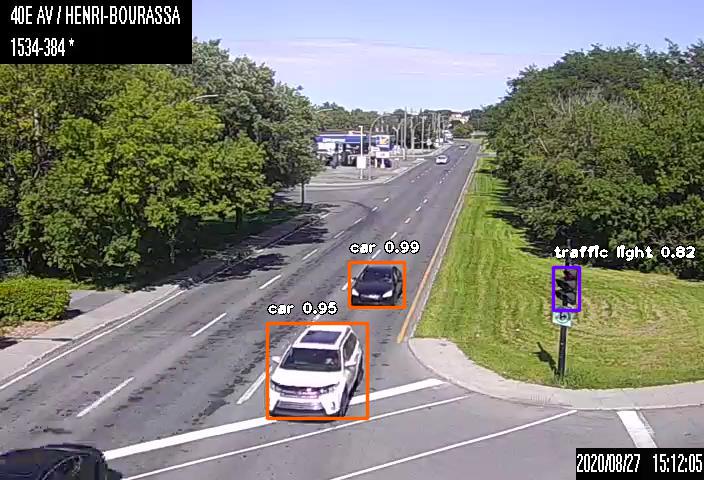 40E AV / HENRI-BOURASSA
1534-384 *
car 0.99
traffic light 0.82
car 0.95
2020/08/27 15:12:05